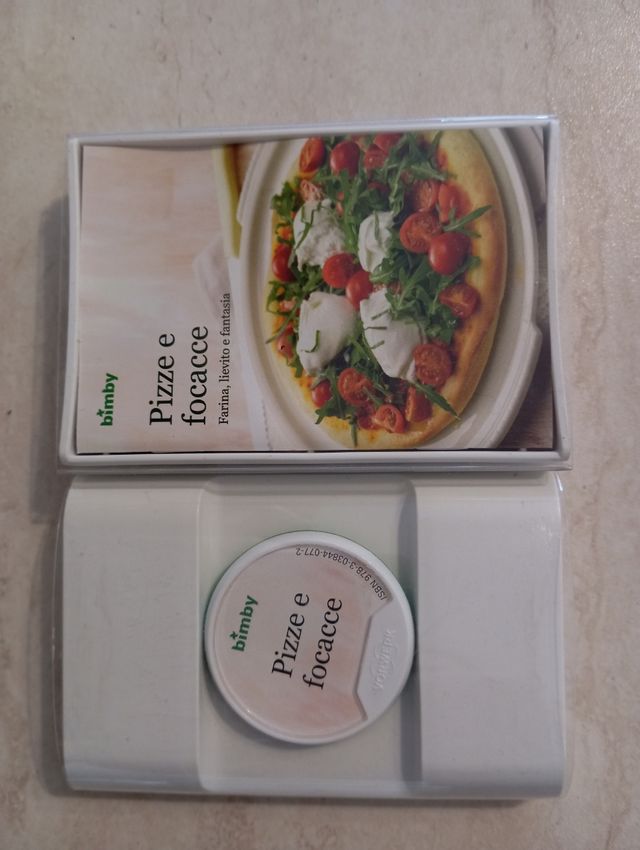 bimby
Pizze e
focacce
Farina, lievito e fantasia
bimby
Pizze e
focacce
ISBN 978-3-03844-077-2
VORWERK